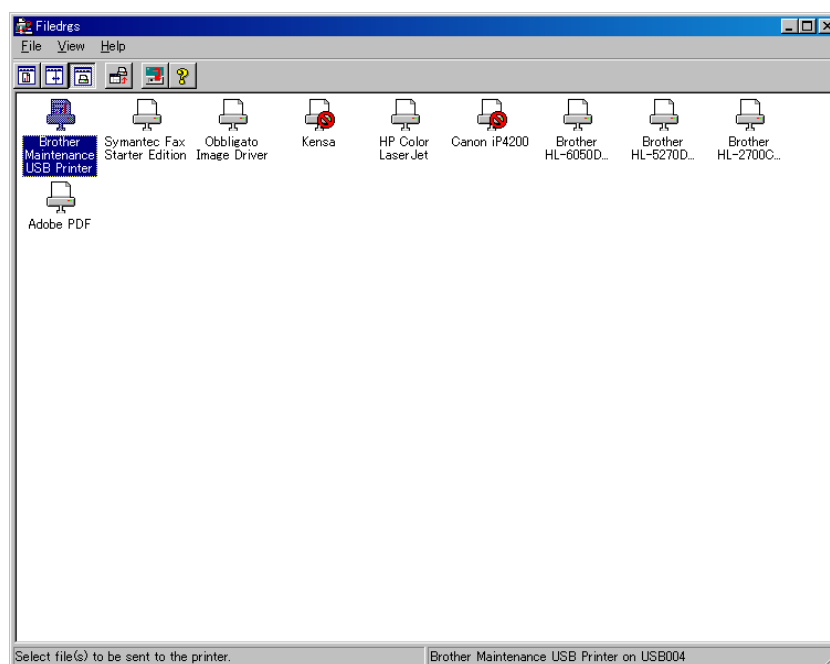 Filedrgs
File View Help
Brother Maintenance USB Printer
Symantec Fax Starter Edition
Obbligato Image Driver
Kensa
HP Color LaserJet
Canon iP4200
Brother HL-6050D...
Brother HL-5270D...
Brother HL-2700C...
Adobe PDF
Select file(s) to be sent to the printer.
Brother Maintenance USB Printer on USB004